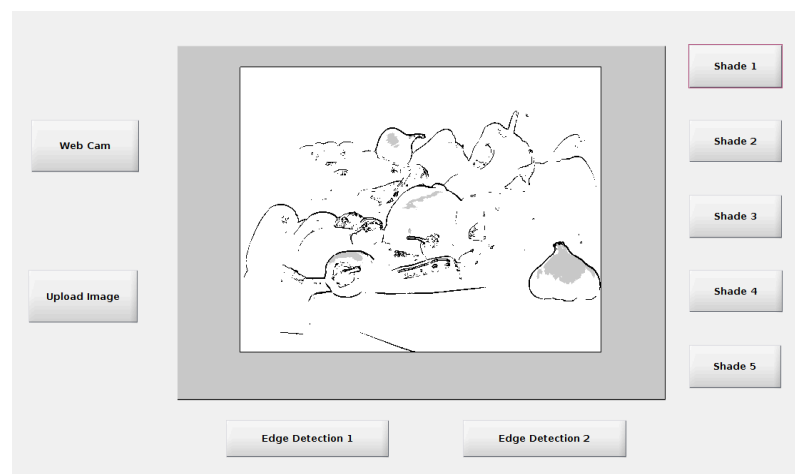 Shade 1
Web Cam
Shade 2
Shade 3
Upload Image
Shade 4
Shade 5
Edge Detection 1
Edge Detection 2